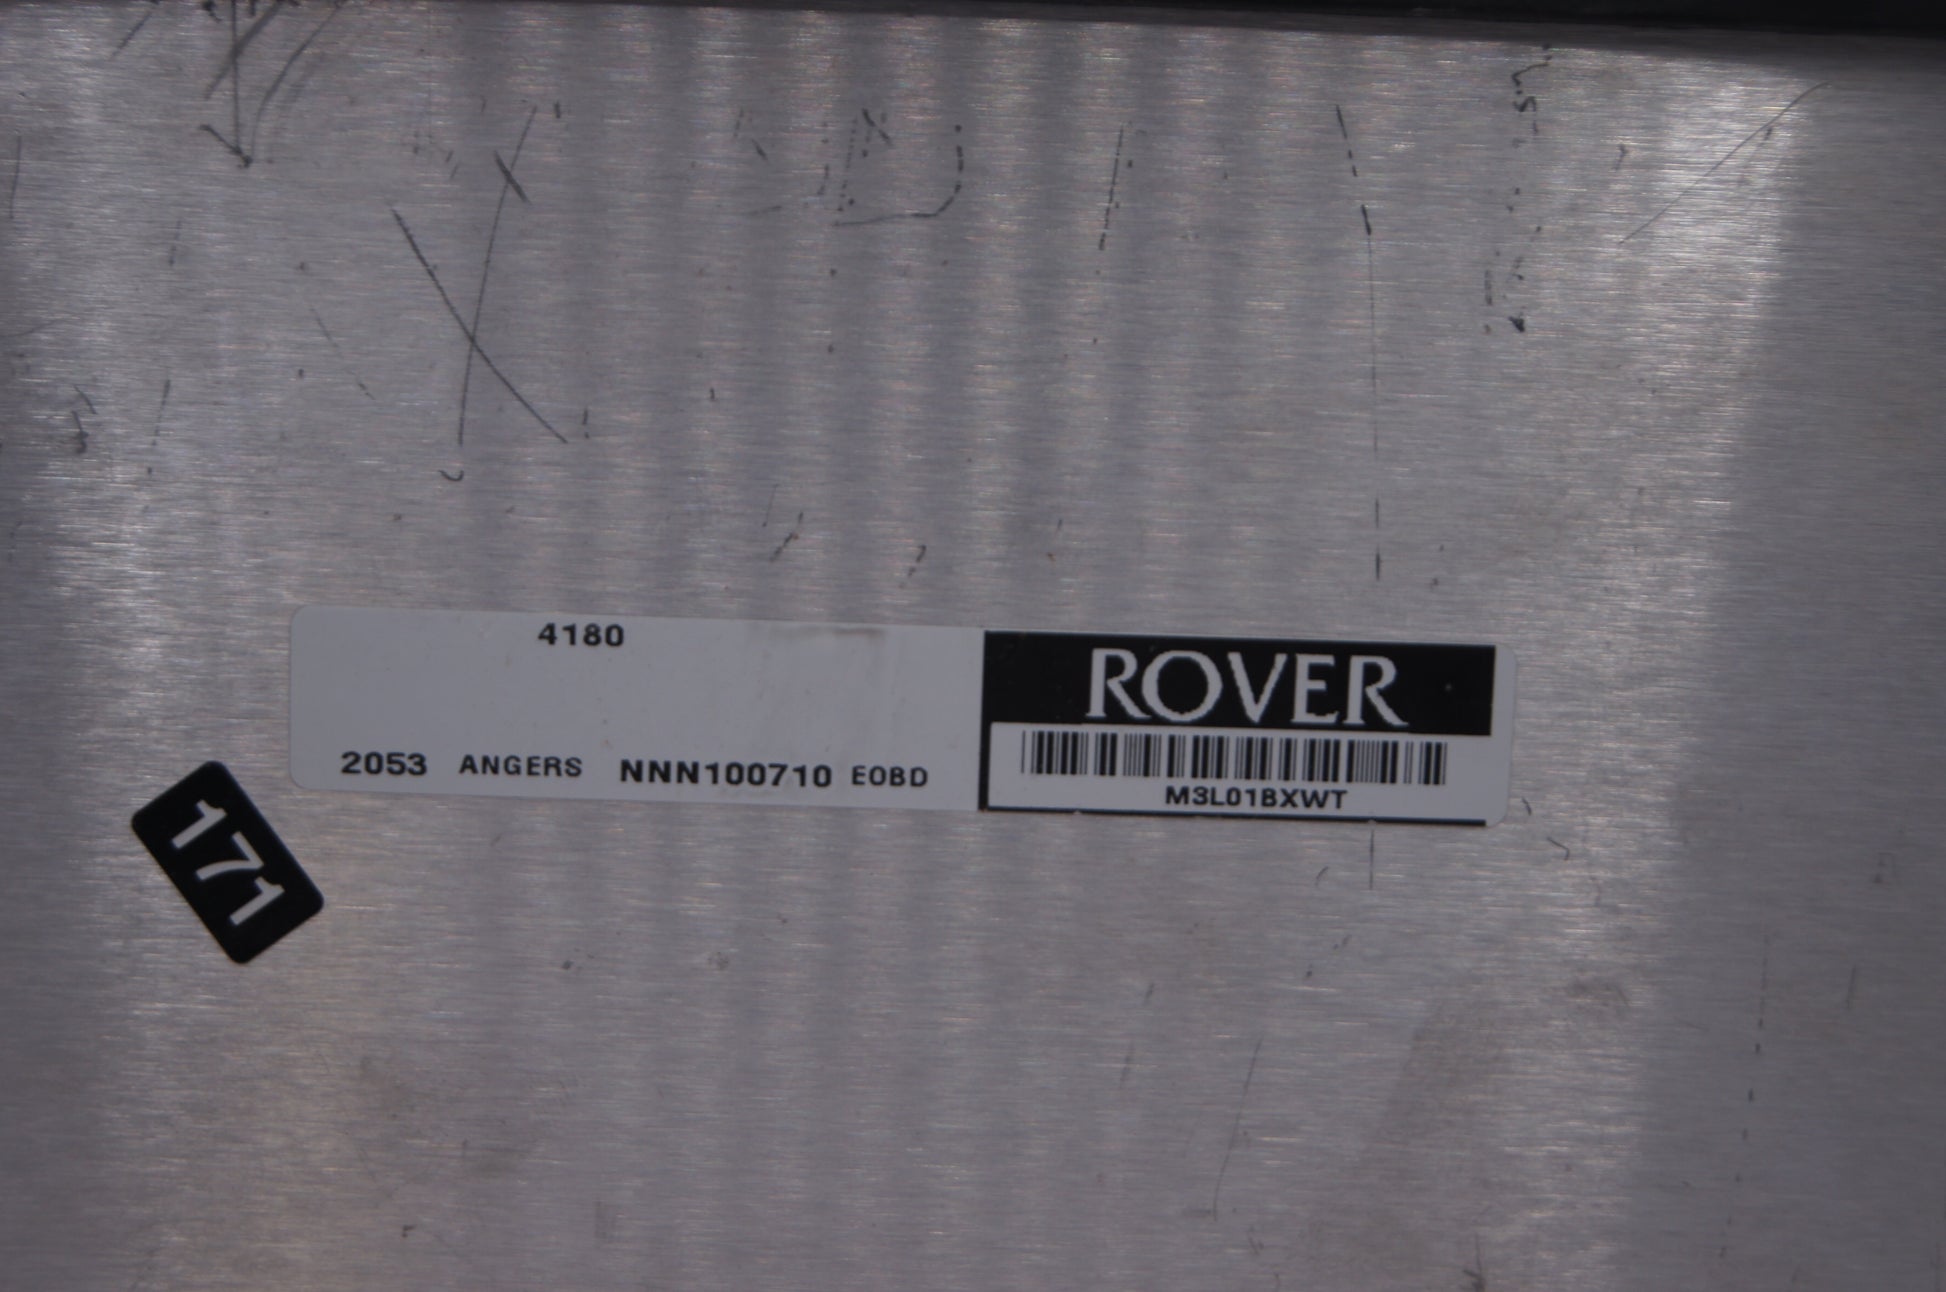 4180
2053 ANGERS NNN100710 EOBD
ROVER
M3L01BXWT
171